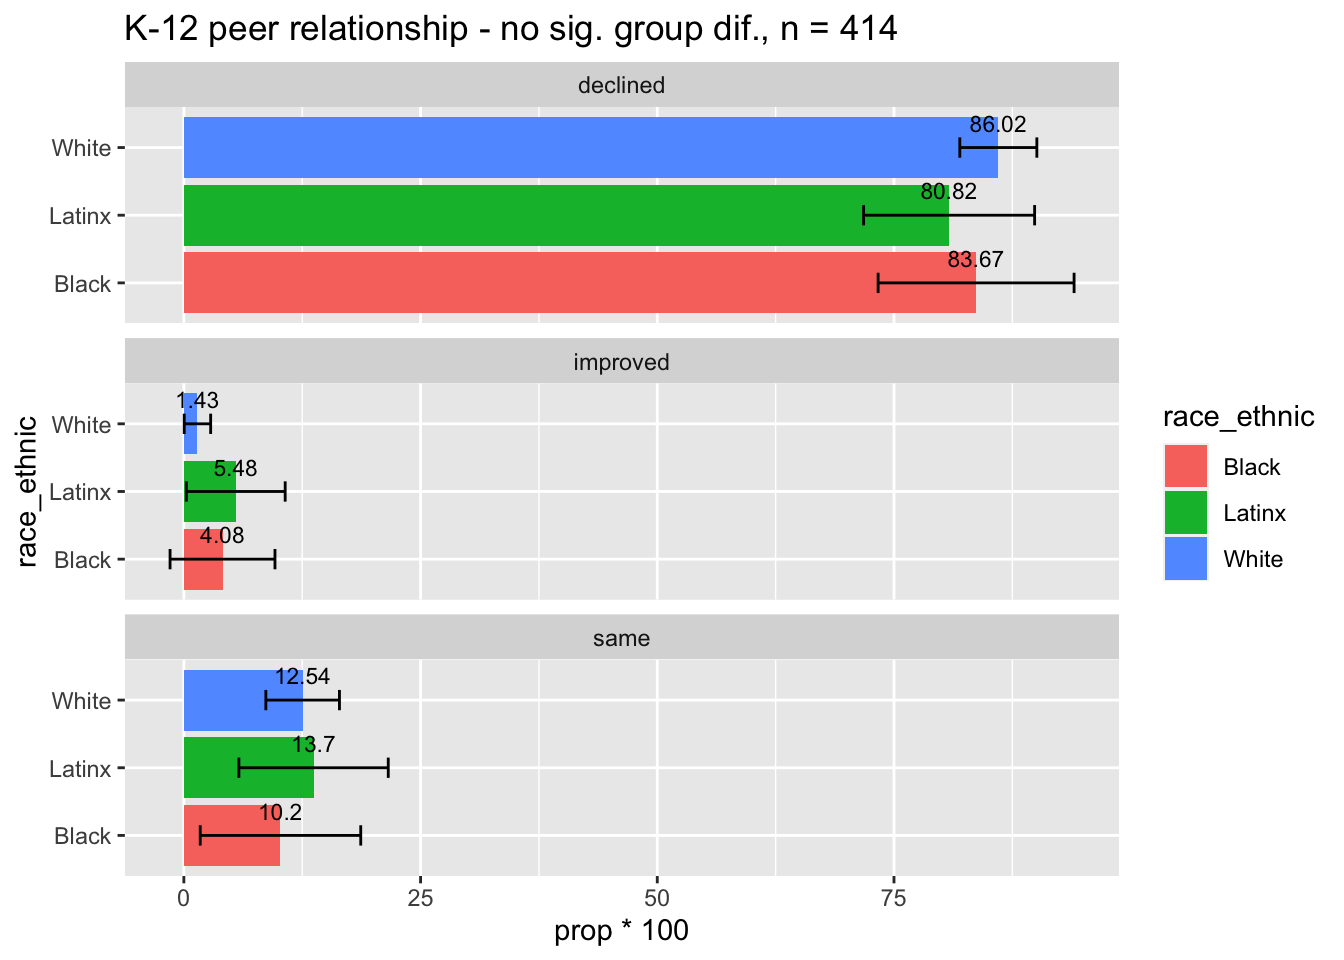 K-12 peer relationship - no sig. group dif., n = 414
declined
White
86.02
Latinx
80.82
Black
83.67
improved
White
1.43
Latinx
5.48
Black
4.08
same
White
12.54
Latinx
13.7
Black
10.2
0 25 50 75
prop * 100
race_ethnic
race_ethnic
Black
Latinx
White